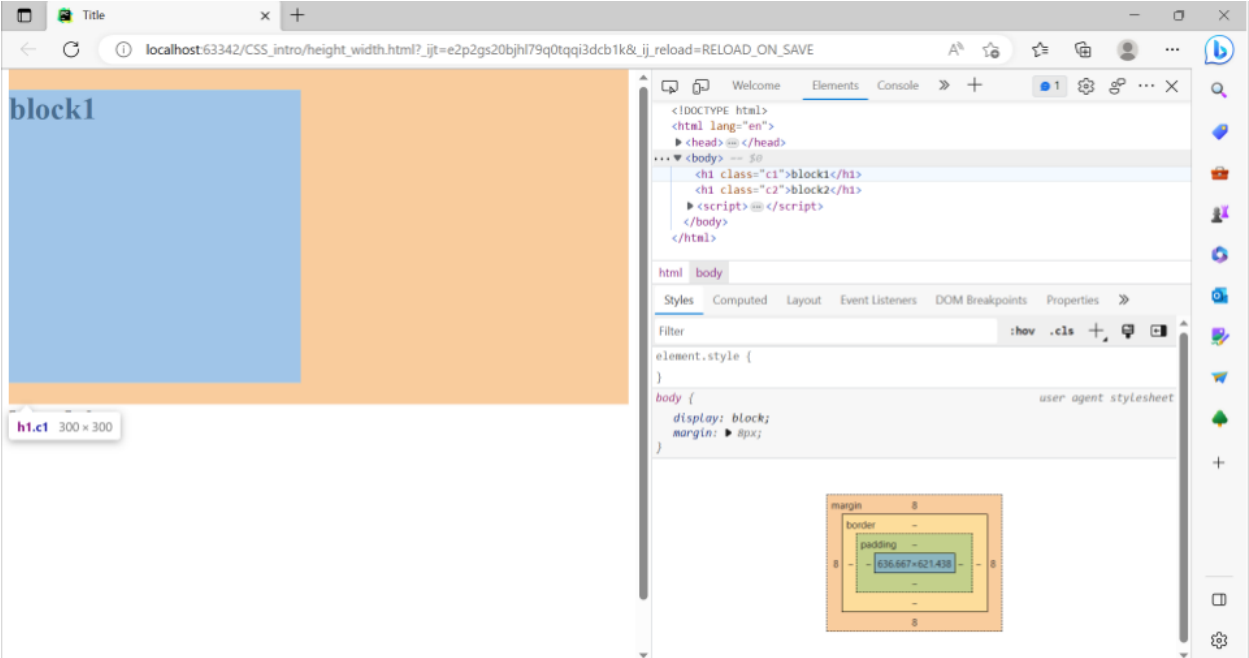 Title
localhost:63342/CSS_intro/height_width.html?_ijt=e2p2gs20bjhl79q0tqqi3dcb1k&_ij_reload=RELOAD_ON_SAVE
block1
h1.c1 300 × 300
Welcome Elements Console 1
<!DOCTYPE html>
<html lang="en">
<head> … </head>
<body> == $0
<h1 class="c1">block1</h1>
<h1 class="c2">block2</h1>
<script> … </script>
</body>
</html>
html body
Styles Computed Layout Event Listeners DOM Breakpoints Properties
Filter :hov .cls
element.style {
}
body { user agent stylesheet
display: block;
margin: 8px;
}
margin 8
border –
padding –
8 – – 636.667×621.438 – – 8
–
–
8